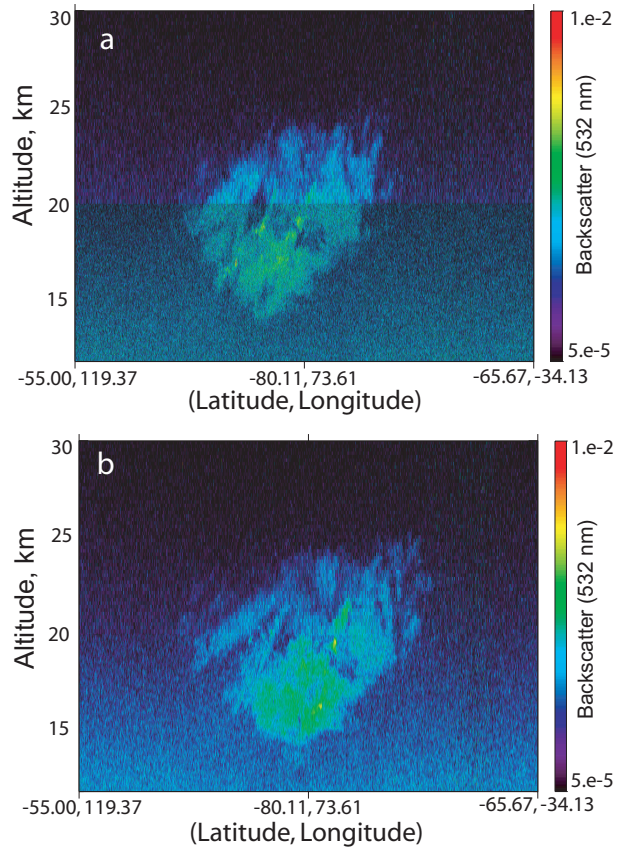 a
30
25
20
15
Altitude, km
-55.00, 119.37
-80.11, 73.61
-65.67, -34.13
(Latitude, Longitude)
1.e-2
Backscatter (532 nm)
5.e-5
b
30
25
20
15
Altitude, km
-55.00, 119.37
-80.11, 73.61
-65.67, -34.13
(Latitude, Longitude)
1.e-2
Backscatter (532 nm)
5.e-5